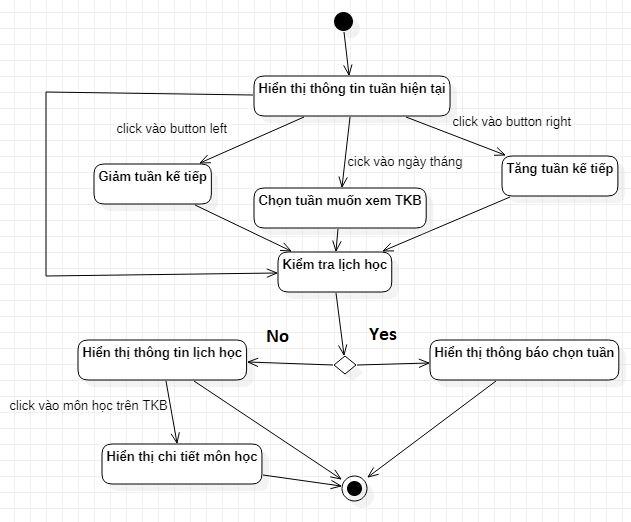 Hiển thị thông tin tuần hiện tại
click vào button left
click vào button right
cick vào ngày tháng
Giảm tuần kế tiếp
Tăng tuần kế tiếp
Chọn tuần muốn xem TKB
Kiểm tra lịch học
No
Yes
Hiển thị thông tin lịch học
Hiển thị thông báo chọn tuần
click vào môn học trên TKB
Hiển thị chi tiết môn học